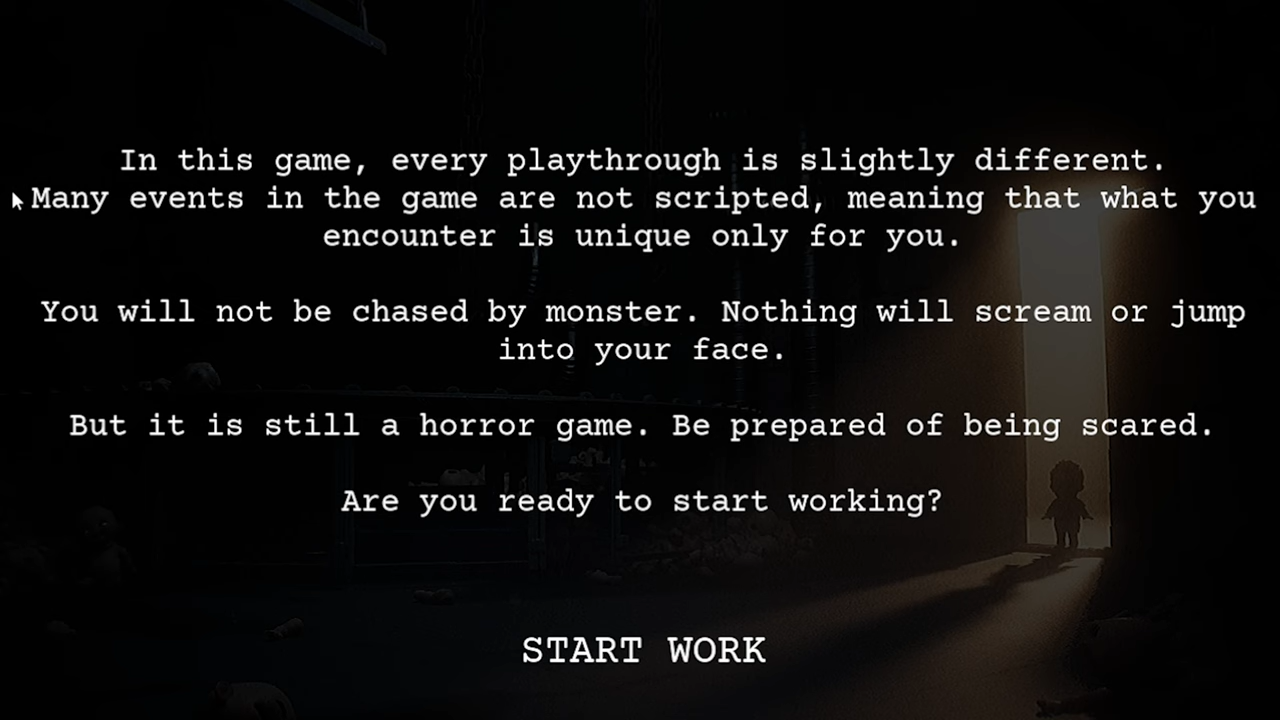 In this game, every playthrough is slightly different.
Many events in the game are not scripted, meaning that what you
encounter is unique only for you.
You will not be chased by monster. Nothing will scream or jump
into your face.
But it is still a horror game. Be prepared of being scared.
Are you ready to start working?
START WORK